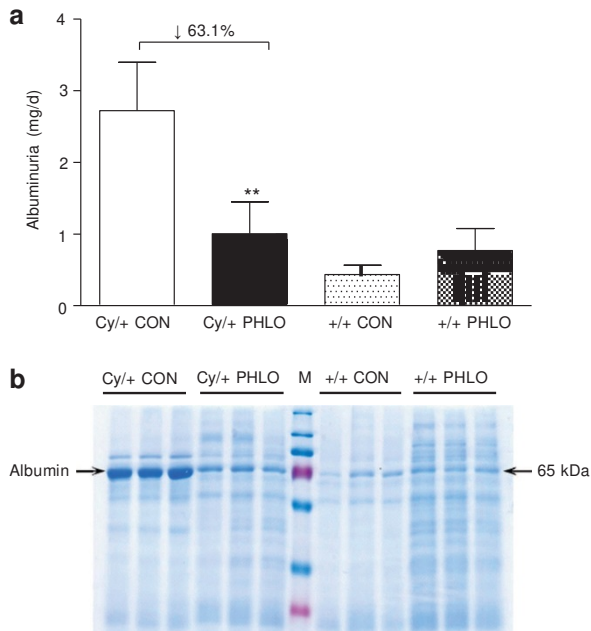 a
↓ 63.1%
4
3
2
1
0
Albuminuria (mg/d)
**
Cy/+ CON Cy/+ PHLO +/+ CON +/+ PHLO
b
Cy/+ CON Cy/+ PHLO M +/+ CON +/+ PHLO
Albumin 65 kDa